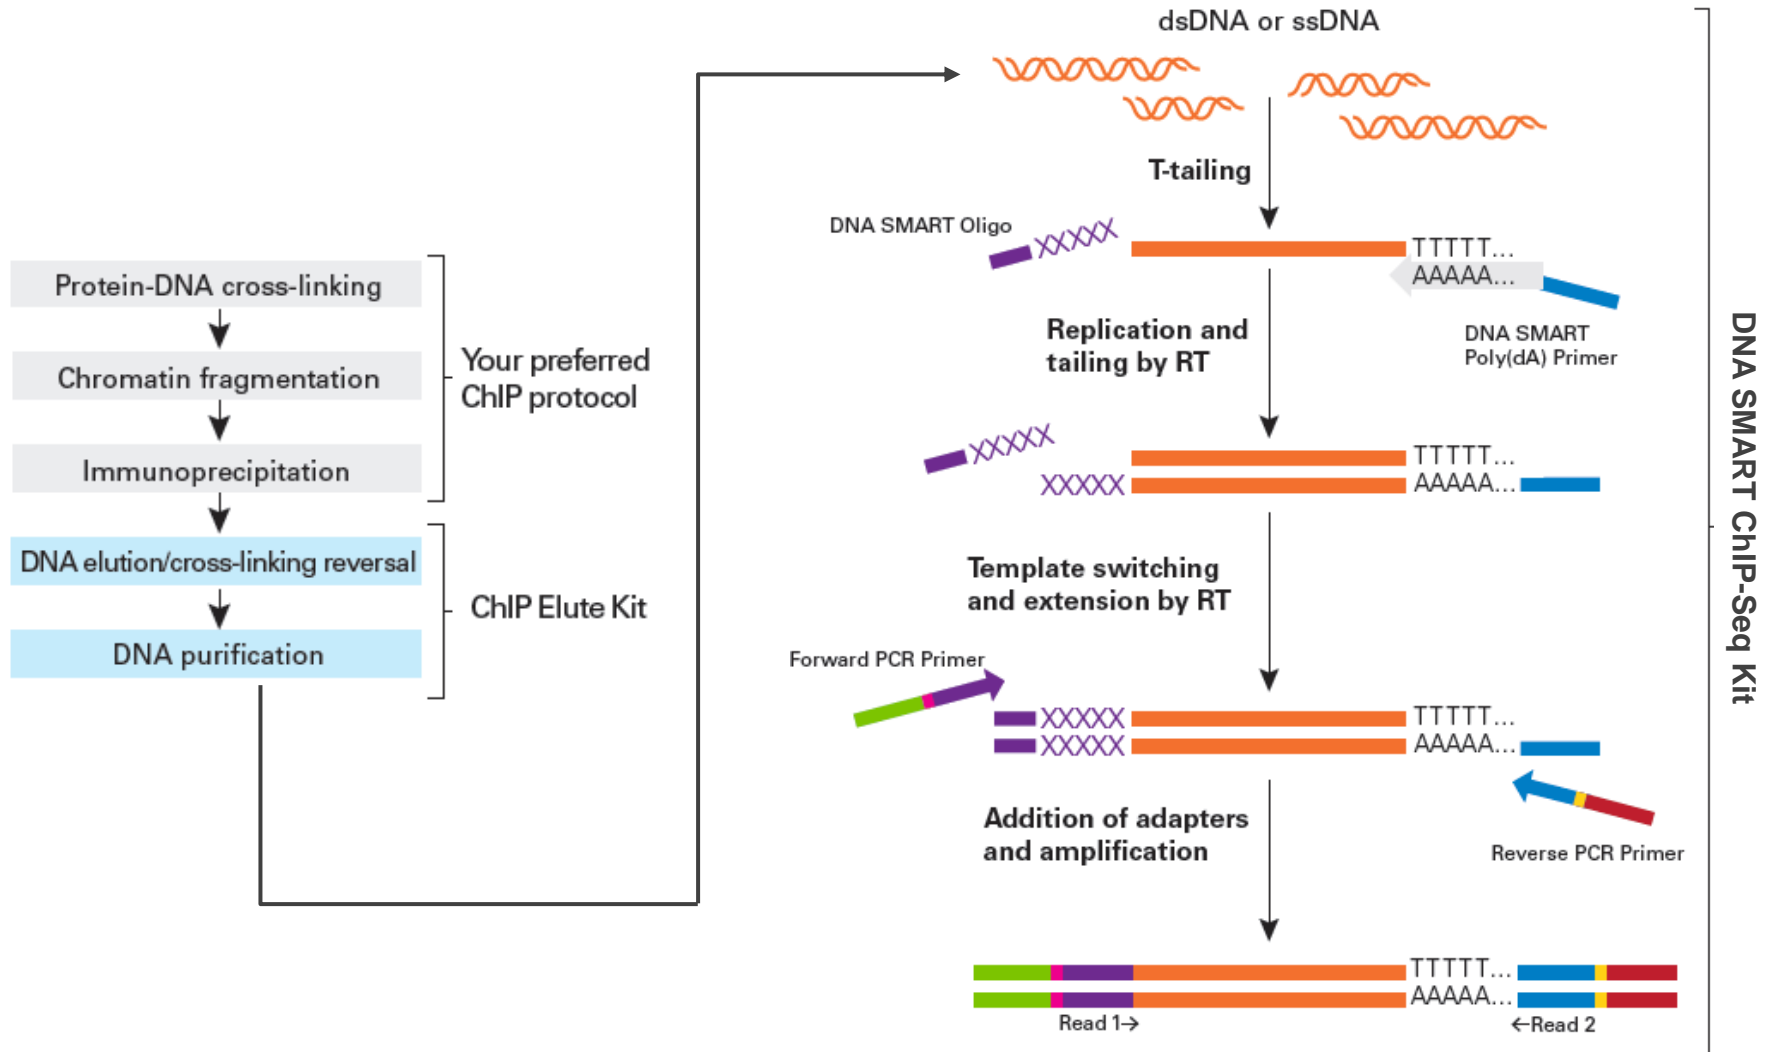 Protein-DNA cross-linking
Chromatin fragmentation
Immunoprecipitation
DNA elution/cross-linking reversal
DNA purification
Your preferred
ChIP protocol
ChIP Elute Kit
dsDNA or ssDNA
T-tailing
DNA SMART Oligo
XXXXX
TTTTT...
AAAAA...
DNA SMART
Poly(dA) Primer
Replication and
tailing by RT
XXXXX
TTTTT...
XXXXX
AAAAA...
Template switching
and extension by RT
Forward PCR Primer
XXXXX
TTTTT...
XXXXX
AAAAA...
Reverse PCR Primer
Addition of adapters
and amplification
TTTTT...
AAAAA...
Read 1→
←Read 2
DNA SMART ChIP-Seq Kit